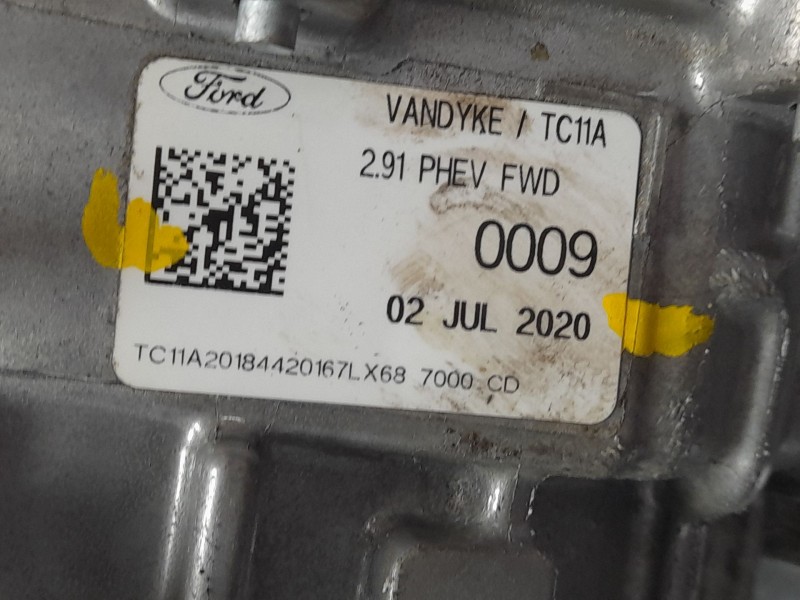 Ford
VANDYKE / TC11A
2.91 PHEV FWD
0009
02 JUL 2020
TC11A20184420167LX68 7000 CD